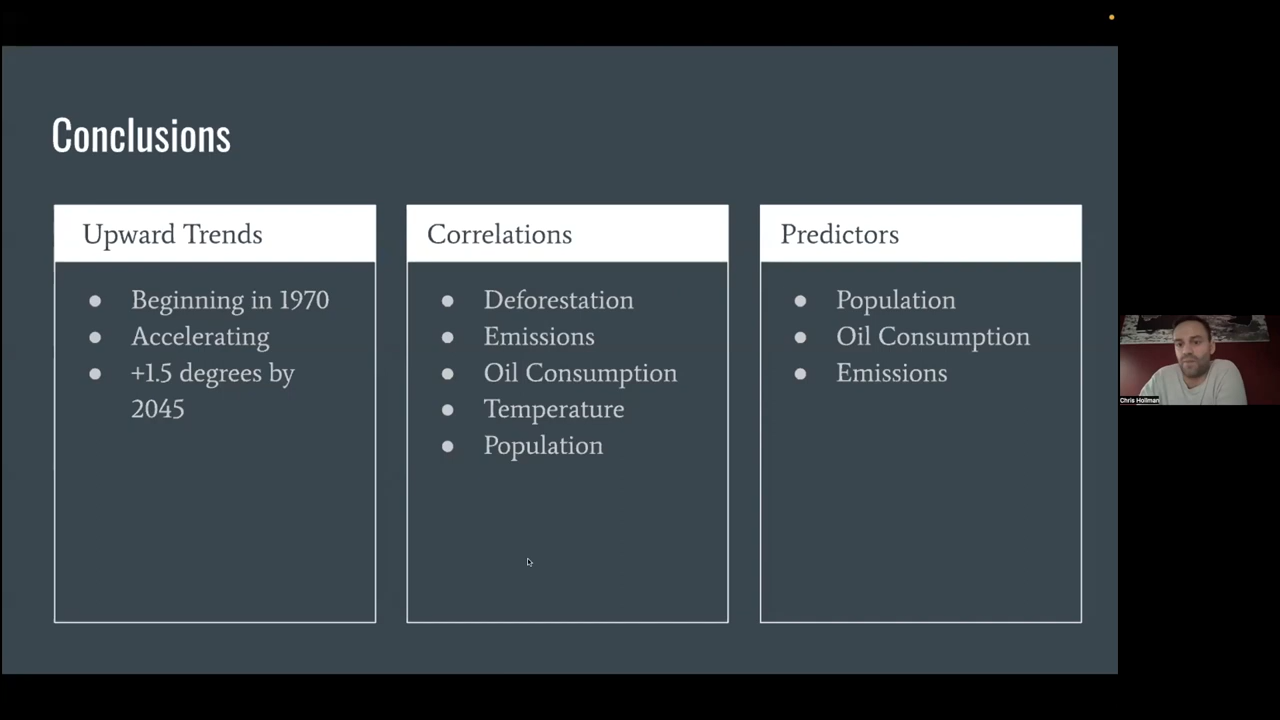 Conclusions
Upward Trends
● Beginning in 1970
● Accelerating
● +1.5 degrees by
2045
Correlations
● Deforestation
● Emissions
● Oil Consumption
● Temperature
● Population
Predictors
● Population
● Oil Consumption
● Emissions
Chris Hollman